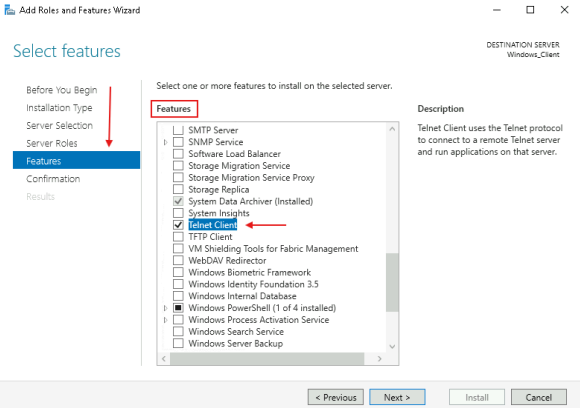 Add Roles and Features Wizard
Select features
DESTINATION SERVER
Windows_Client
Before You Begin
Installation Type
Server Selection
Server Roles
Features
Confirmation
Results
Select one or more features to install on the selected server.
Features
SMTP Server
SNMP Service
Software Load Balancer
Storage Migration Service
Storage Migration Service Proxy
Storage Replica
System Data Archiver (Installed)
System Insights
Telnet Client
TFTP Client
VM Shielding Tools for Fabric Management
WebDAV Redirector
Windows Biometric Framework
Windows Identity Foundation 3.5
Windows Internal Database
Windows PowerShell (1 of 4 installed)
Windows Process Activation Service
Windows Search Service
Windows Server Backup
Description
Telnet Client uses the Telnet protocol
to connect to a remote Telnet server
and run applications on that server.
< Previous
Next >
Install
Cancel